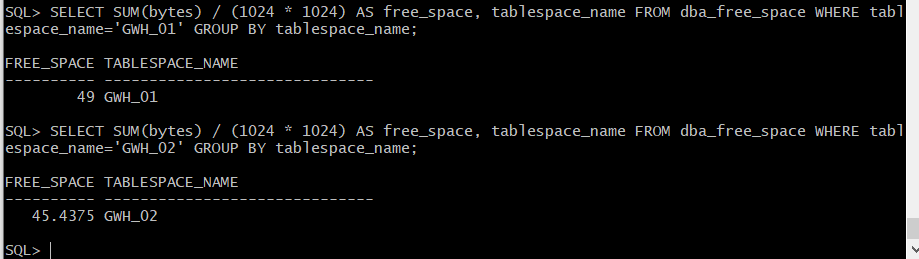 SQL> SELECT SUM(bytes) / (1024 * 1024) AS free_space, tablespace_name FROM dba_free_space WHERE tabl
espace_name='GWH_01' GROUP BY tablespace_name;
FREE_SPACE TABLESPACE_NAME
---------- ------------------------------
        49 GWH_01
SQL> SELECT SUM(bytes) / (1024 * 1024) AS free_space, tablespace_name FROM dba_free_space WHERE tabl
espace_name='GWH_02' GROUP BY tablespace_name;
FREE_SPACE TABLESPACE_NAME
---------- ------------------------------
   45.4375 GWH_02
SQL>